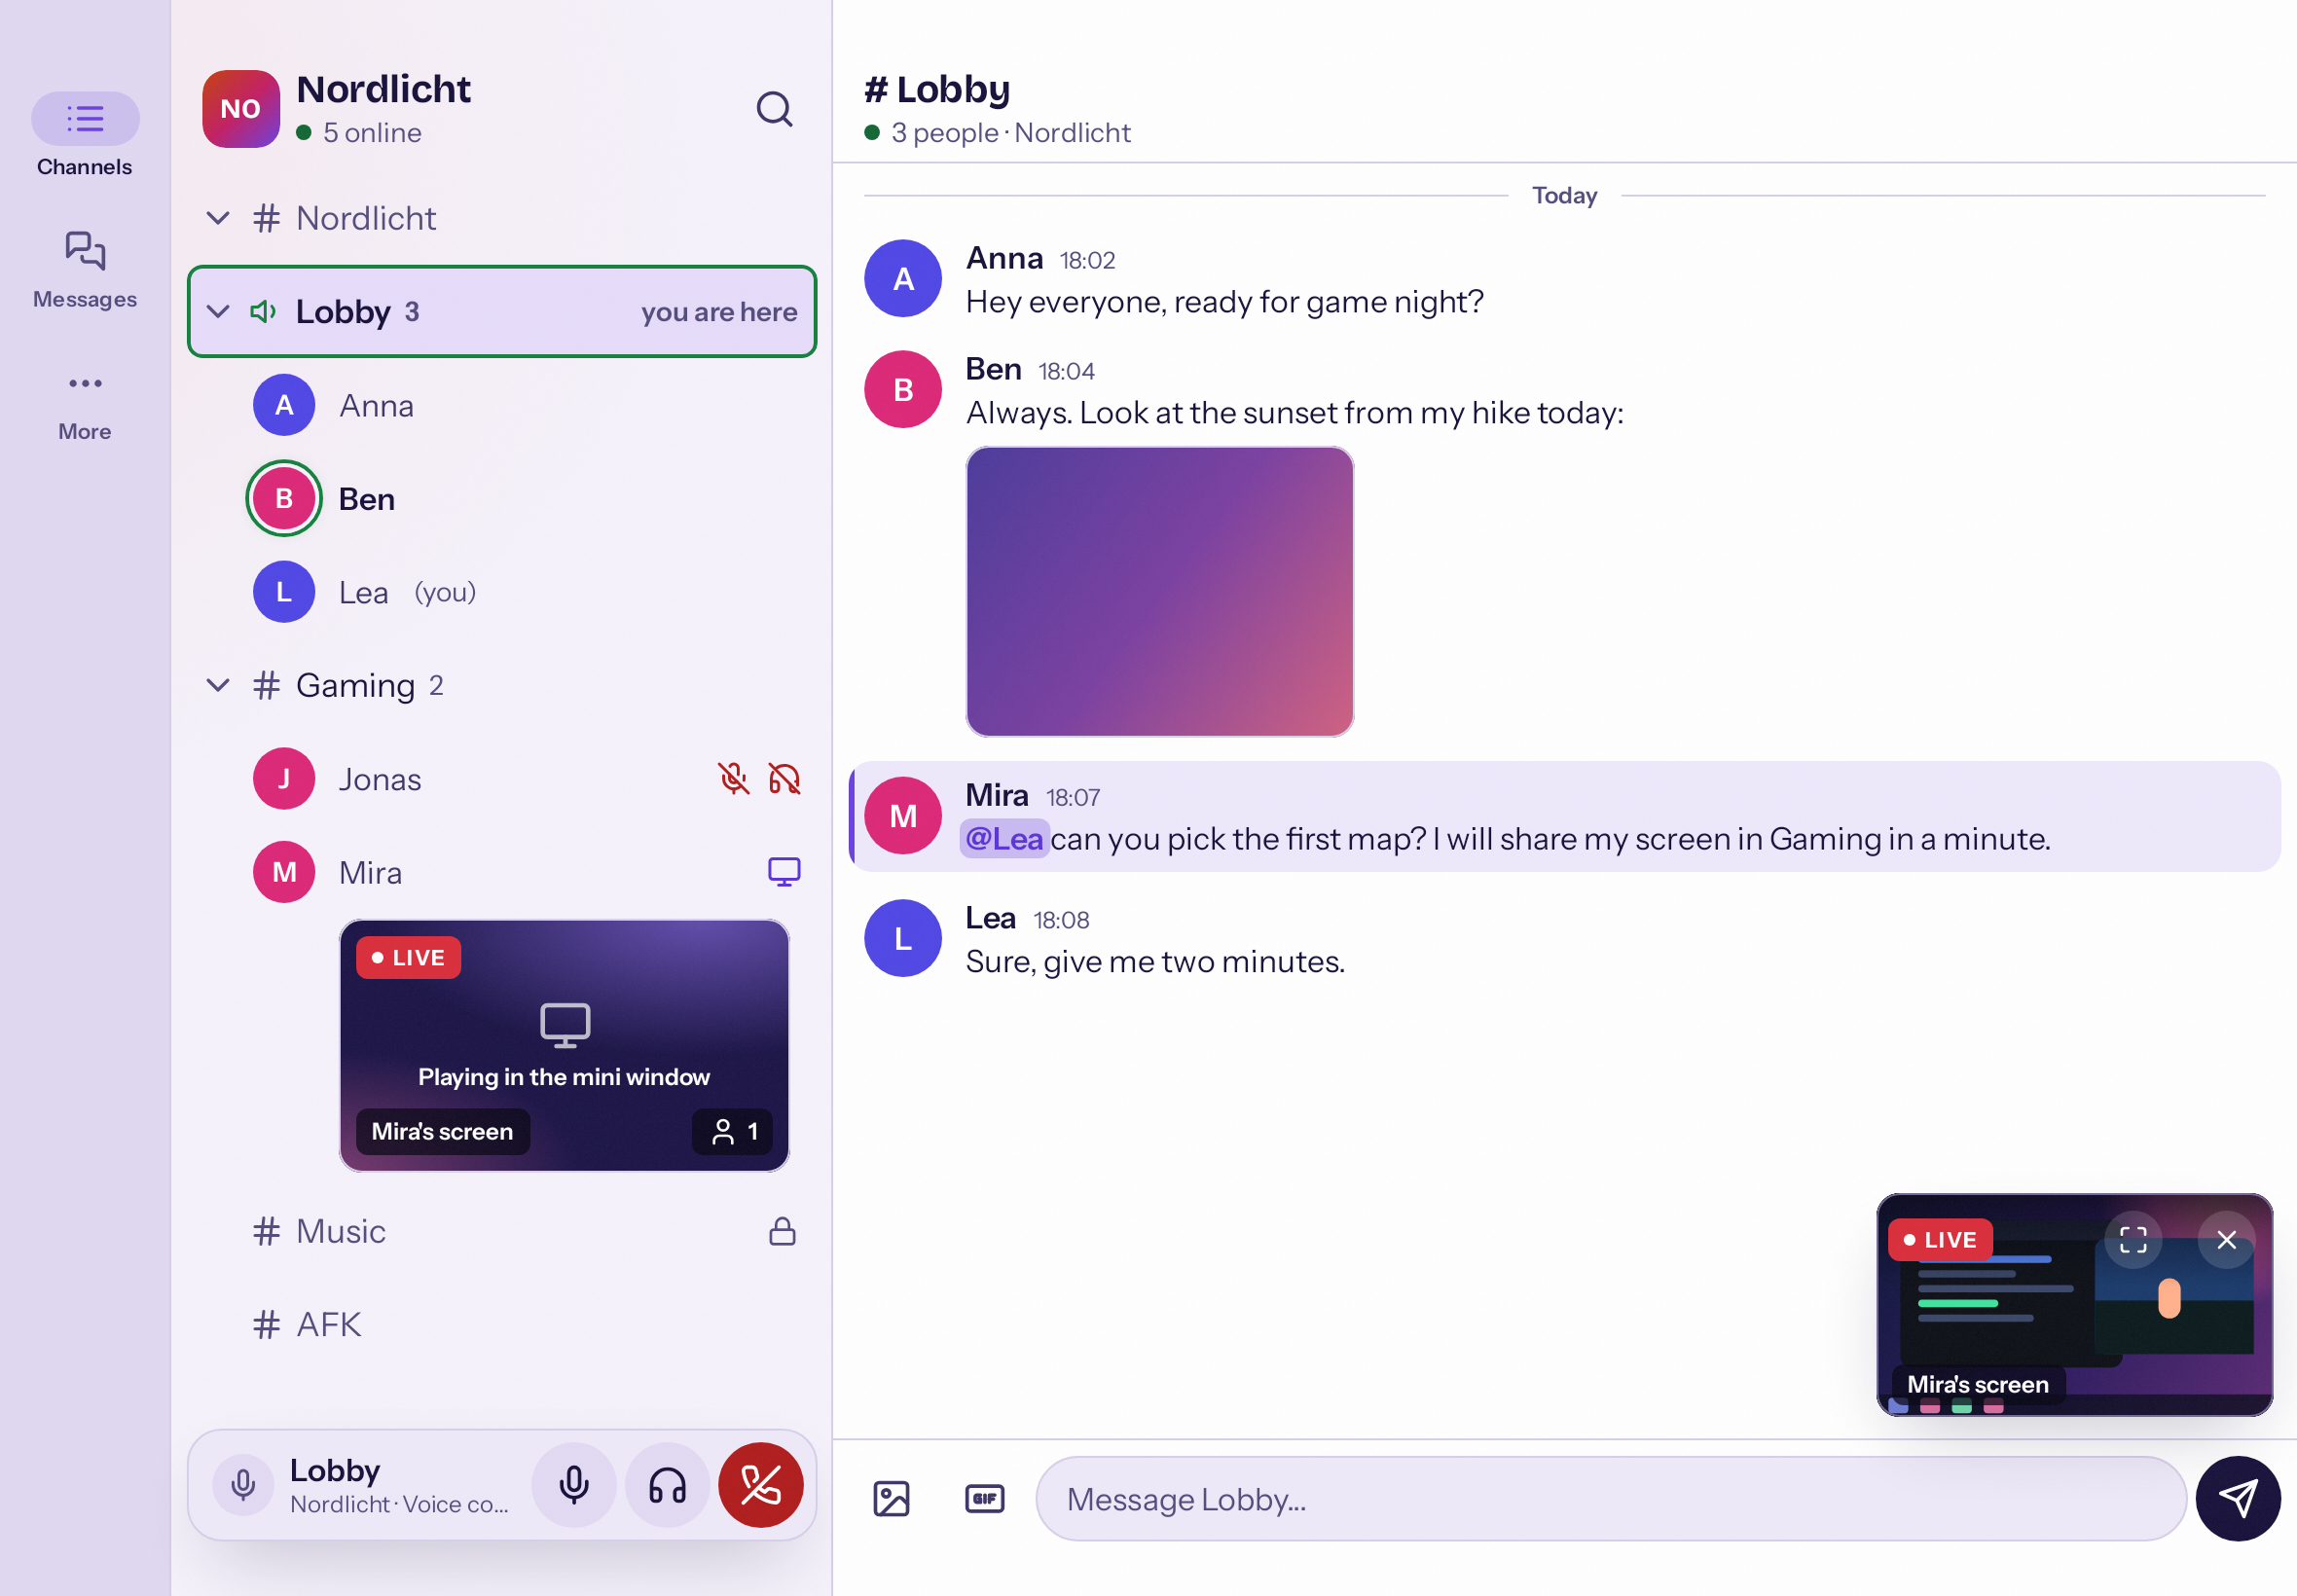 Channels
Messages
More
NO
Nordlicht
5 online
# Nordlicht
Lobby 3 you are here
A Anna
B Ben
L Lea (you)
# Gaming 2
J Jonas
M Mira
LIVE
Playing in the mini window
Mira's screen 1
# Music
# AFK
Lobby
Nordlicht · Voice co...
# Lobby
3 people · Nordlicht
Today
A
Anna 18:02
Hey everyone, ready for game night?
B
Ben 18:04
Always. Look at the sunset from my hike today:
M
Mira 18:07
@Lea can you pick the first map? I will share my screen in Gaming in a minute.
L
Lea 18:08
Sure, give me two minutes.
LIVE
Mira's screen
GIF
Message Lobby...